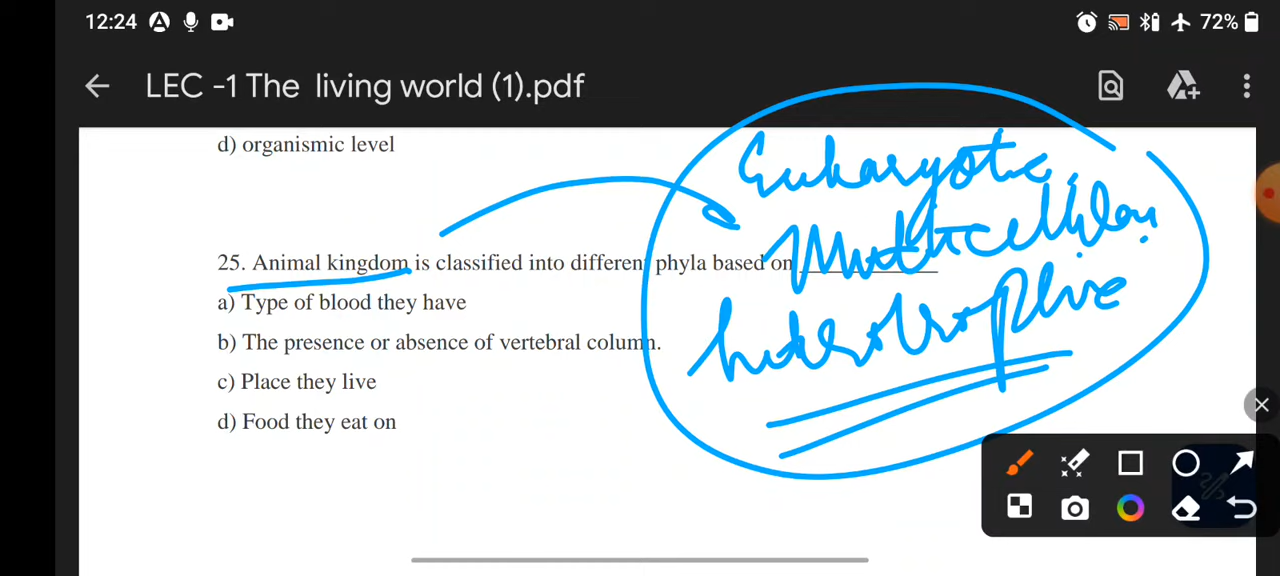 12:24 72%
LEC -1 The living world (1).pdf
d) organismic level
Eukaryotic,
Multicellular
heterotrophic
25. Animal kingdom is classified into different phyla based on ______________
a) Type of blood they have
b) The presence or absence of vertebral column.
c) Place they live
d) Food they eat on